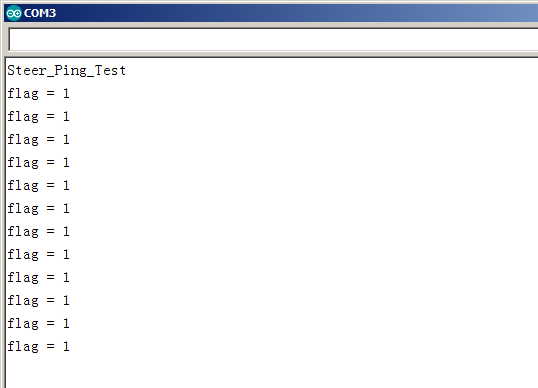 COM3
Steer_Ping_Test
flag = 1
flag = 1
flag = 1
flag = 1
flag = 1
flag = 1
flag = 1
flag = 1
flag = 1
flag = 1
flag = 1
flag = 1